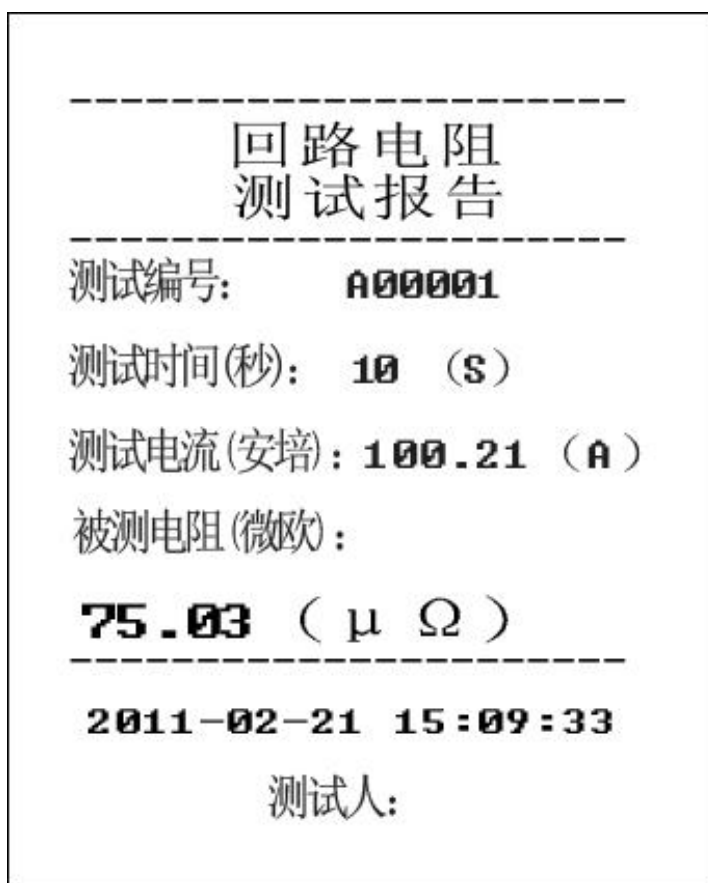 回路电阻
测试报告
测试编号: A00001
测试时间(秒): 10 (S)
测试电流(安培): 100.21 (A)
被测电阻(微欧):
75.03 (μ Ω)
2011-02-21 15:09:33
测试人: